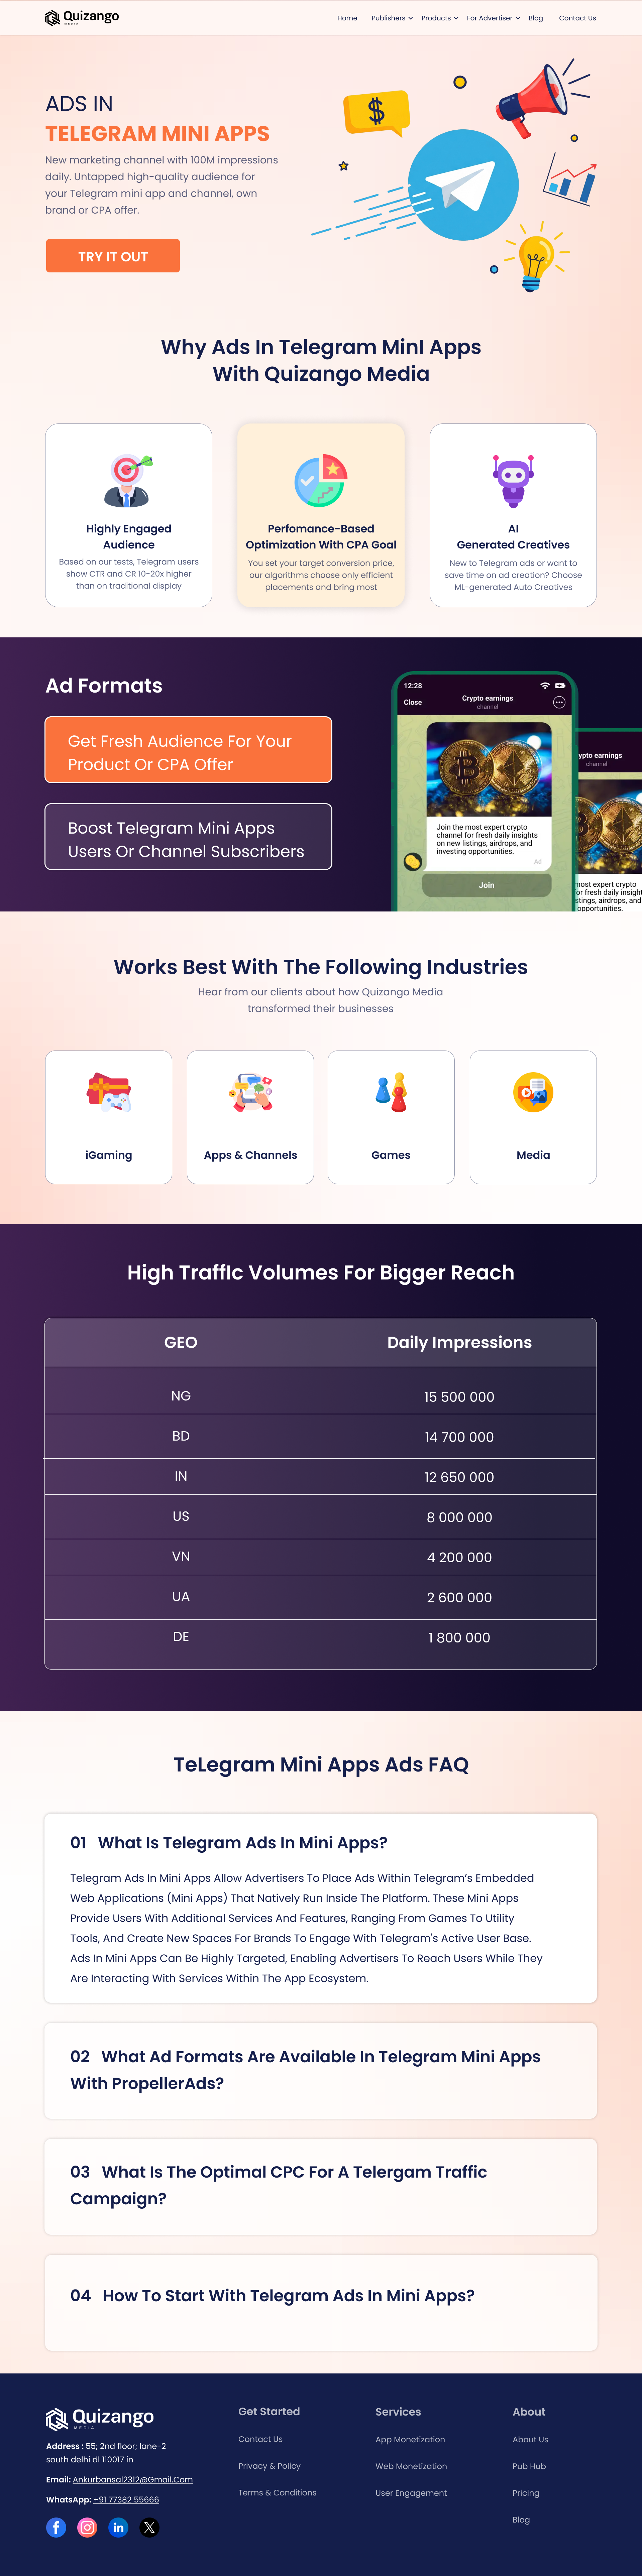 Quizango
MEDIA
Home Publishers Products For Advertiser Blog Contact Us
ADS IN
TELEGRAM MINI APPS
New marketing channel with 100M impressions
daily. Untapped high-quality audience for
your Telegram mini app and channel, own
brand or CPA offer.
TRY IT OUT
$
Why Ads In Telegram MinI Apps
With Quizango Media
Highly Engaged
Audience
Based on our tests, Telegram users
show CTR and CR 10-20x higher
than on traditional display
Perfomance-Based
Optimization With CPA Goal
You set your target conversion price,
our algorithms choose only efficient
placements and bring most
AI
Generated Creatives
New to Telegram ads or want to
save time on ad creation? Choose
ML-generated Auto Creatives
Ad Formats
Get Fresh Audience For Your
Product Or CPA Offer
Boost Telegram Mini Apps
Users Or Channel Subscribers
12:28
Close
Crypto earnings
channel
Join the most expert crypto
channel for fresh daily insights
on new listings, airdrops, and
investing opportunities.
Ad
Join
ypto earnings
channel
most expert crypto
or fresh daily insight
stings, airdrops, and
opportunities.
Works Best With The Following Industries
Hear from our clients about how Quizango Media
transformed their businesses
iGaming
Apps & Channels
Games
Media
High TraffIc Volumes For Bigger Reach
GEO Daily Impressions
NG 15 500 000
BD 14 700 000
IN 12 650 000
US 8 000 000
VN 4 200 000
UA 2 600 000
DE 1 800 000
TeLegram Mini Apps Ads FAQ
01 What Is Telegram Ads In Mini Apps?
Telegram Ads In Mini Apps Allow Advertisers To Place Ads Within Telegram's Embedded
Web Applications (Mini Apps) That Natively Run Inside The Platform. These Mini Apps
Provide Users With Additional Services And Features, Ranging From Games To Utility
Tools, And Create New Spaces For Brands To Engage With Telegram's Active User Base.
Ads In Mini Apps Can Be Highly Targeted, Enabling Advertisers To Reach Users While They
Are Interacting With Services Within The App Ecosystem.
02 What Ad Formats Are Available In Telegram Mini Apps
With PropellerAds?
03 What Is The Optimal CPC For A Telergam Traffic
Campaign?
04 How To Start With Telegram Ads In Mini Apps?
Quizango
MEDIA
Address : 55; 2nd floor; lane-2
south delhi dl 110017 in
Email: Ankurbansal2312@Gmail.Com
WhatsApp: +91 77382 55666
Get Started
Contact Us
Privacy & Policy
Terms & Conditions
Services
App Monetization
Web Monetization
User Engagement
About
About Us
Pub Hub
Pricing
Blog